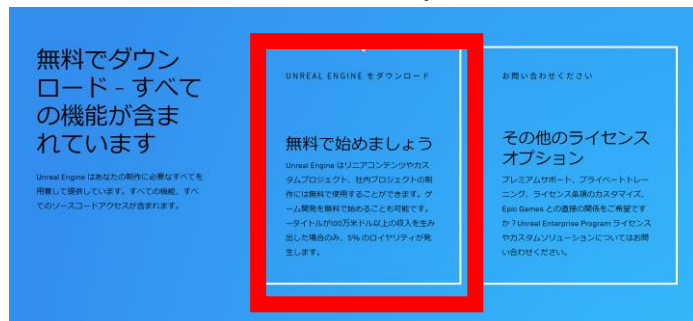 無料でダウン
ロード - すべて
の機能が含ま
れています
Unreal Engine はあなたの制作に必要なすべてを
用意して提供しています。すべての機能、すべ
てのソースコードアクセスが含まれます。
UNREAL ENGINE をダウンロード
無料で始めましょう
Unreal Engine はリニアコンテンツやカス
タムプロジェクト、社内プロジェクトの制
作には無料で使用することができます。ゲ
ーム開発を無料で始めることも可能です。
一タイトルが100万米ドル以上の収入を生み
出した場合のみ、5% のロイヤリティが発
生します。
お問い合わせください
その他のライセンス
オプション
プレミアムサポート、プライベートトレー
ニング、ライセンス条項のカスタマイズ、
Epic Games との直接の関係をご希望です
か？Unreal Enterprise Program ライセンス
やカスタムソリューションについてはお問
い合わせください。